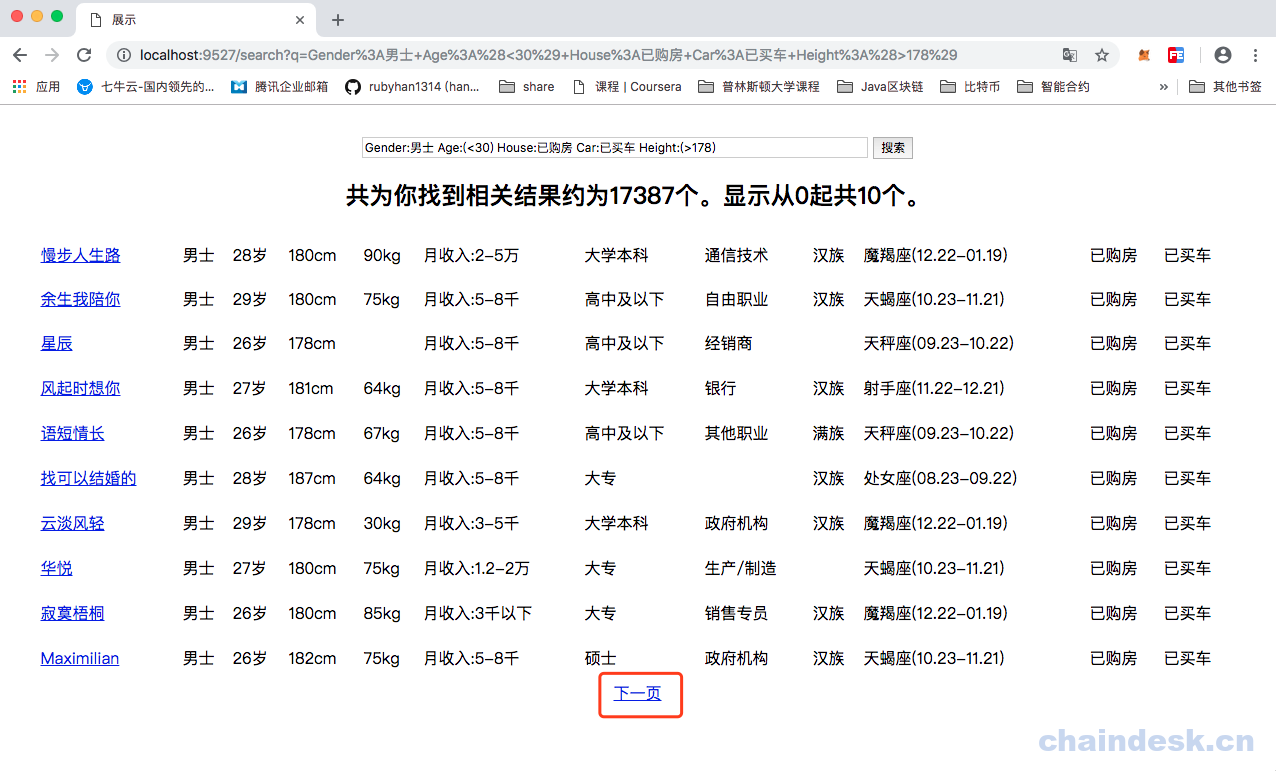 展示
localhost:9527/search?q=Gender%3A男士+Age%3A%28<30%29+House%3A已购房+Car%3A已买车+Height%3A%28>178%29
应用 七牛云-国内领先的... 腾讯企业邮箱 rubyhan1314 (han... share 课程 | Coursera 普林斯顿大学课程 Java区块链 比特币 智能合约 » 其他书签
Gender:男士 Age:(<30) House:已购房 Car:已买车 Height:(>178) 搜索
共为你找到相关结果约为17387个。显示从0起共10个。
慢步人生路 男士 28岁 180cm 90kg 月收入:2-5万 大学本科 通信技术 汉族 魔羯座(12.22-01.19) 已购房 已买车
余生我陪你 男士 29岁 180cm 75kg 月收入:5-8千 高中及以下 自由职业 汉族 天蝎座(10.23-11.21) 已购房 已买车
星辰 男士 26岁 178cm 月收入:5-8千 高中及以下 经销商 天秤座(09.23-10.22) 已购房 已买车
风起时想你 男士 27岁 181cm 64kg 月收入:5-8千 大学本科 银行 汉族 射手座(11.22-12.21) 已购房 已买车
语短情长 男士 26岁 178cm 67kg 月收入:5-8千 高中及以下 其他职业 满族 天秤座(09.23-10.22) 已购房 已买车
找可以结婚的 男士 28岁 187cm 64kg 月收入:5-8千 大专 汉族 处女座(08.23-09.22) 已购房 已买车
云淡风轻 男士 29岁 178cm 30kg 月收入:3-5千 大学本科 政府机构 汉族 魔羯座(12.22-01.19) 已购房 已买车
华悦 男士 27岁 180cm 75kg 月收入:1.2-2万 大专 生产/制造 天蝎座(10.23-11.21) 已购房 已买车
寂寞梧桐 男士 26岁 180cm 85kg 月收入:3千以下 大专 销售专员 汉族 魔羯座(12.22-01.19) 已购房 已买车
Maximilian 男士 26岁 182cm 75kg 月收入:5-8千 硕士 政府机构 汉族 天蝎座(10.23-11.21) 已购房 已买车
下一页
chaindesk.cn